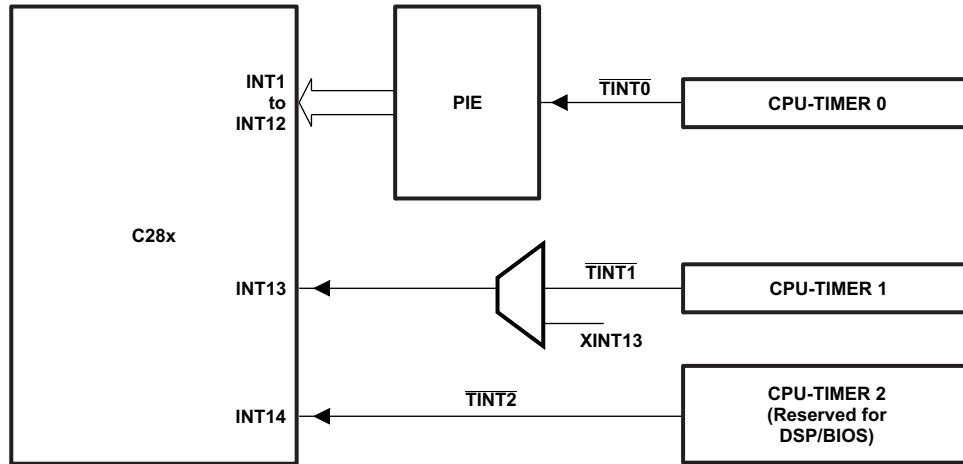 INT1
to
INT12
PIE
TINT0
CPU-TIMER 0
C28x
INT13
TINT1
CPU-TIMER 1
XINT13
INT14
TINT2
CPU-TIMER 2
(Reserved for
DSP/BIOS)